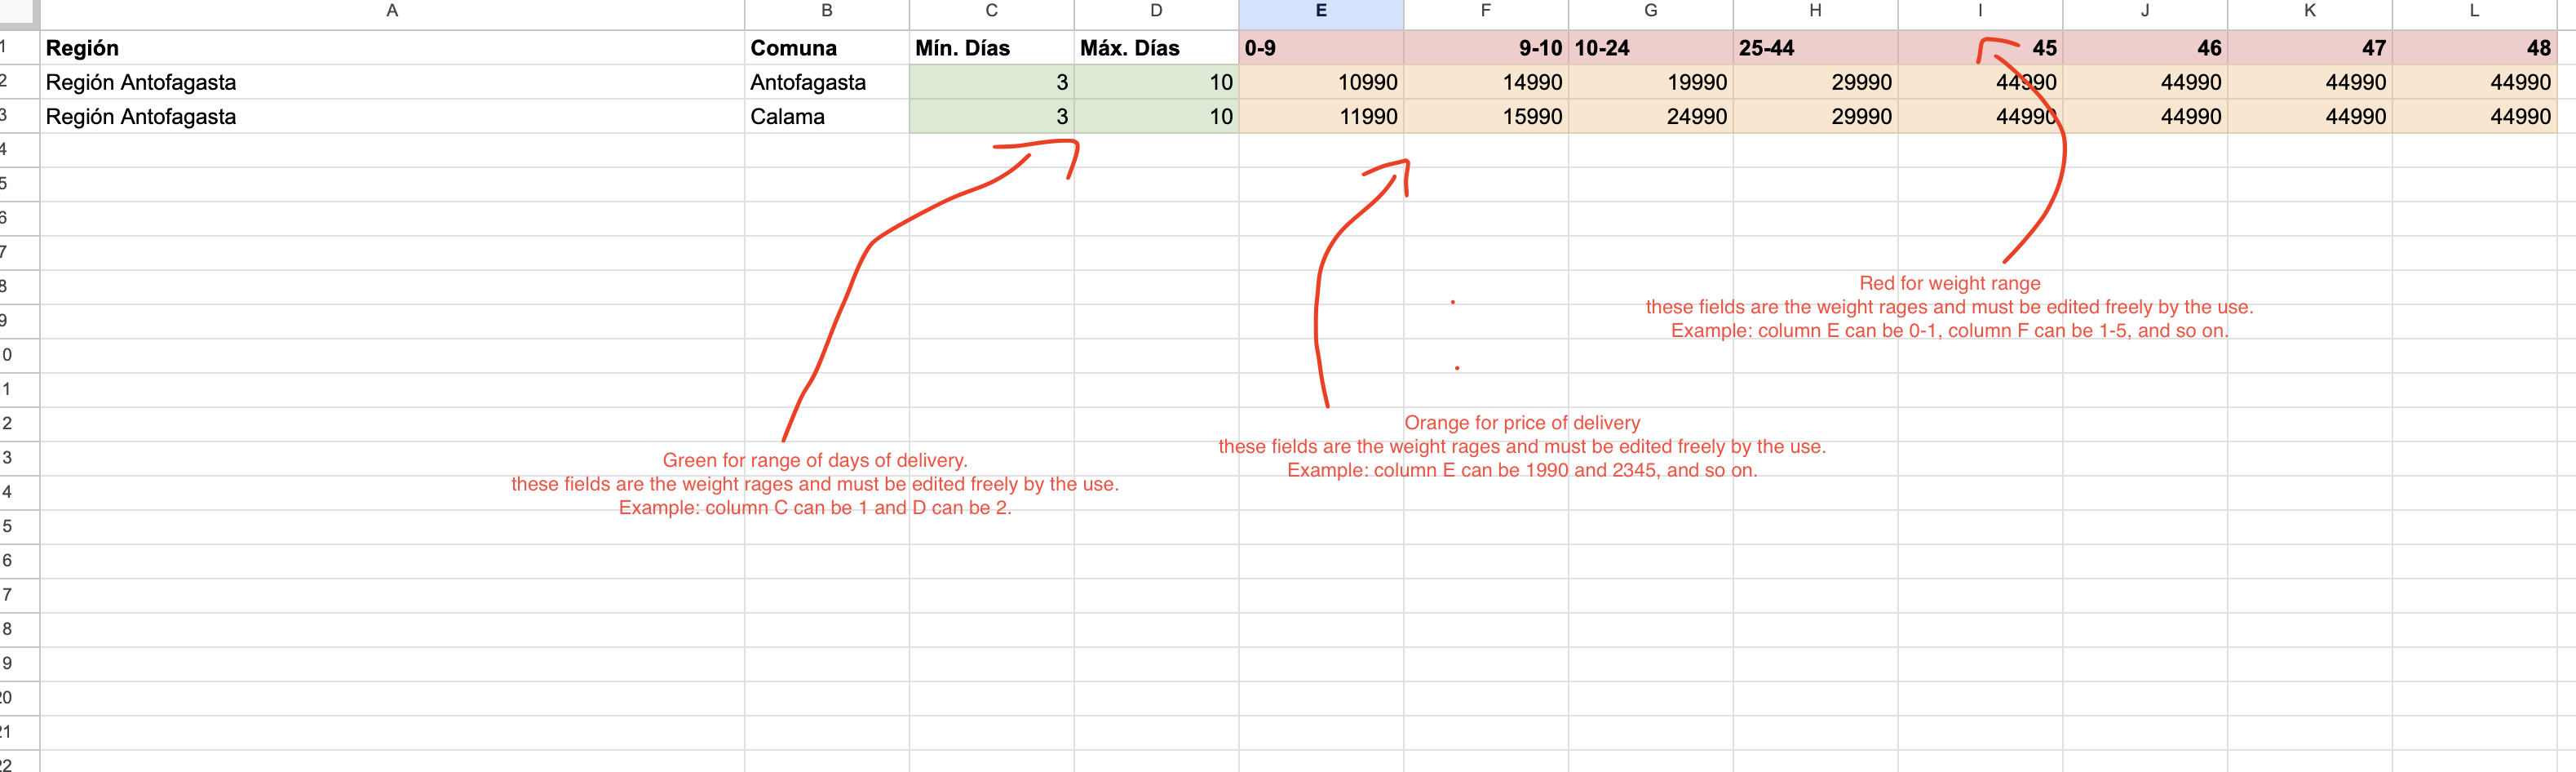 A B C D E F G H I J K L
1 Región Comuna Mín. Días Máx. Días 0-9 9-10 10-24 25-44 45 46 47 48
2 Región Antofagasta Antofagasta 3 10 10990 14990 19990 29990 44990 44990 44990 44990
3 Región Antofagasta Calama 3 10 11990 15990 24990 29990 44990 44990 44990 44990
4
5
6
7
8
Red for weight range
these fields are the weight rages and must be edited freely by the use.
Example: column E can be 0-1, column F can be 1-5, and so on.
9
0
1
2
Orange for price of delivery
these fields are the weight rages and must be edited freely by the use.
Example: column E can be 1990 and 2345, and so on.
3
Green for range of days of delivery.
these fields are the weight rages and must be edited freely by the use.
Example: column C can be 1 and D can be 2.
4
5
6
7
8
9
20
21
22